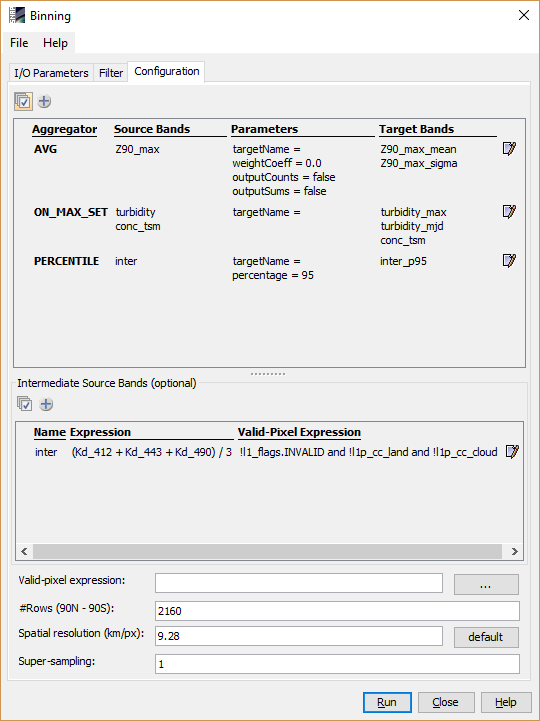 Binning
File Help
I/O Parameters Filter Configuration
Aggregator Source Bands Parameters Target Bands
AVG Z90_max targetName = Z90_max_mean
weightCoeff = 0.0 Z90_max_sigma
outputCounts = false
outputSums = false
ON_MAX_SET turbidity targetName = turbidity_max
conc_tsm turbidity_mjd
conc_tsm
PERCENTILE inter targetName = inter_p95
percentage = 95
Intermediate Source Bands (optional)
Name Expression Valid-Pixel Expression
inter (Kd_412 + Kd_443 + Kd_490) / 3 !l1_flags.INVALID and !l1p_cc_land and !l1p_cc_cloud
Valid-pixel expression: ...
#Rows (90N - 90S): 2160
Spatial resolution (km/px): 9.28 default
Super-sampling: 1
Run Close Help